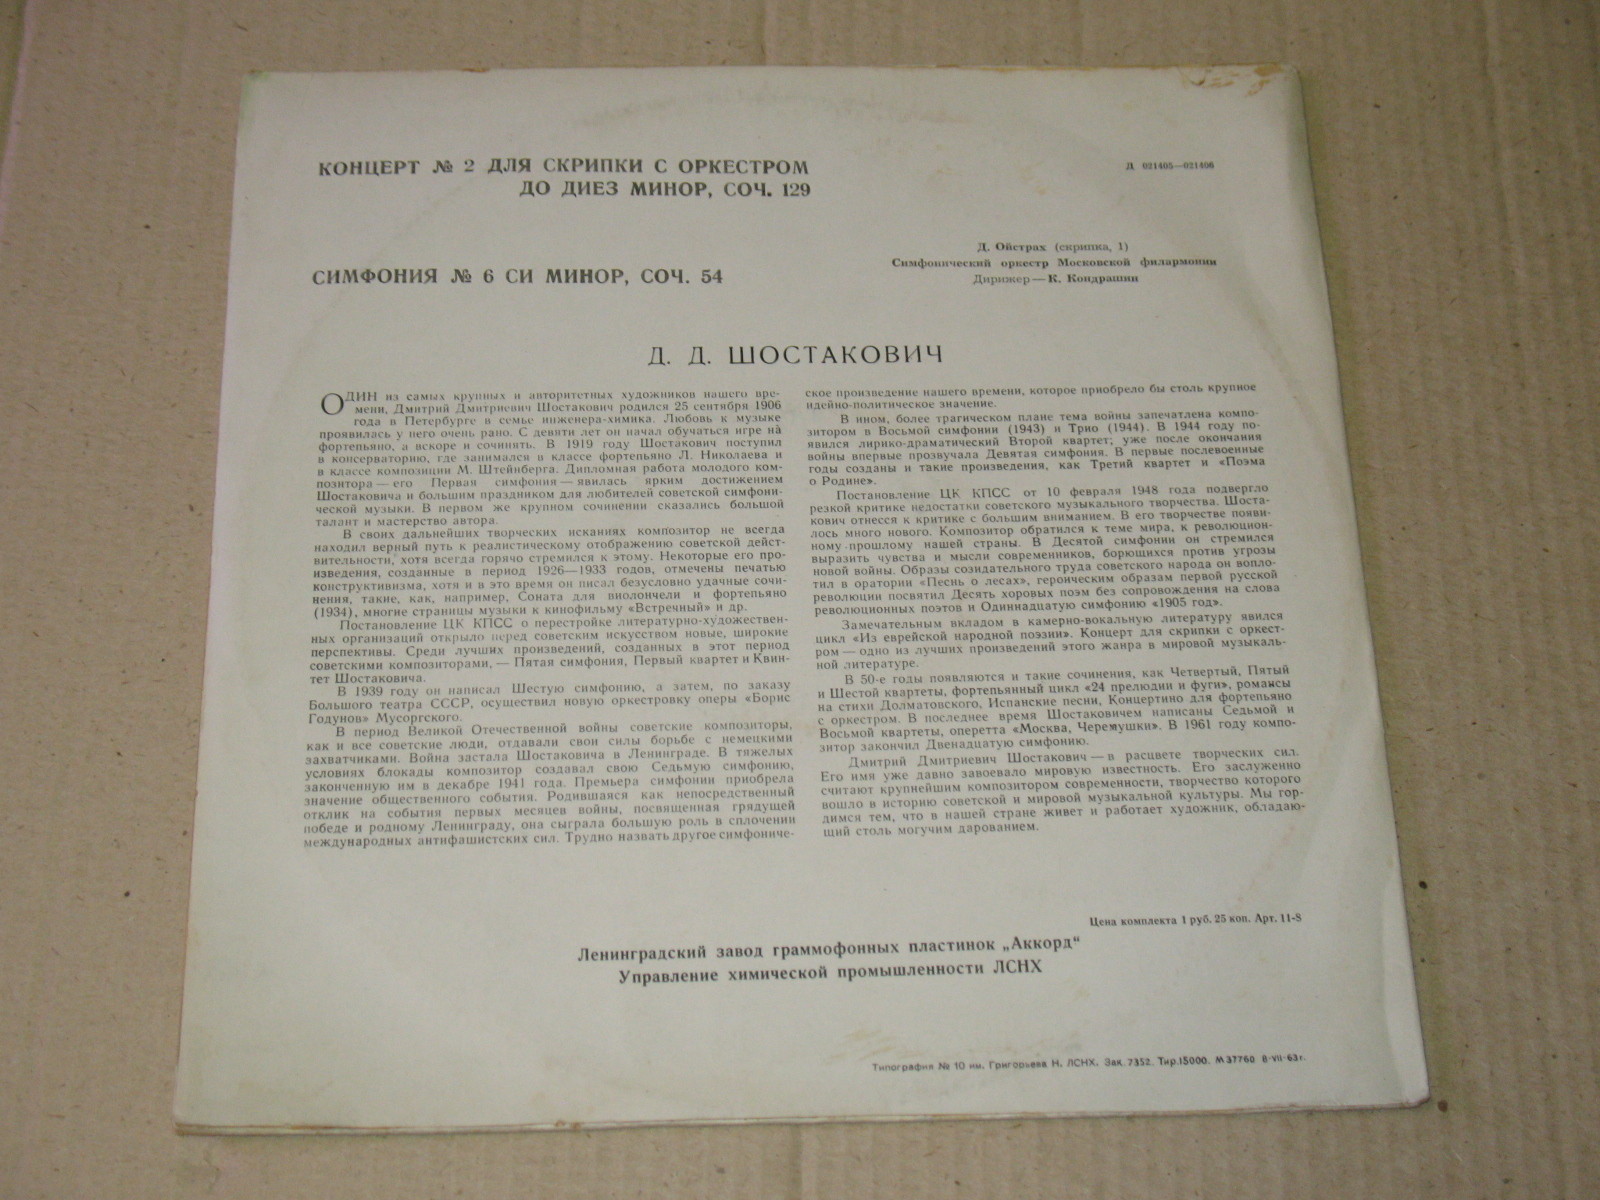 КОНЦЕРТ № 2 ДЛЯ СКРИПКИ С ОРКЕСТРОМ
ДО ДИЕЗ МИНОР, СОЧ. 129
Д 021405—021406
Д. Ойстрах (скрипка, 1)
Симфонический оркестр Московской филармонии
Дирижер — К. Кондрашин
СИМФОНИЯ № 6 СИ МИНОР, СОЧ. 54
Д. Д. ШОСТАКОВИЧ
ОДИН из самых крупных и авторитетных художников нашего вре-
мени, Дмитрий Дмитриевич Шостакович родился 25 сентября 1906
года в Петербурге в семье инженера-химика. Любовь к музыке
проявилась у него очень рано. С девяти лет он начал обучаться игре на
фортепьяно, а вскоре и сочинять. В 1919 году Шостакович поступил
в консерваторию, где занимался в классе фортепьяно Л. Николаева и
в классе композиции М. Штейнберга. Дипломная работа молодого ком-
позитора — его Первая симфония — явилась ярким достижением
Шостаковича и большим праздником для любителей советской симфони-
ческой музыки. В первом же крупном сочинении сказались большой
талант и мастерство автора.
В своих дальнейших творческих исканиях композитор не всегда
находил верный путь к реалистическому отображению советской дейст-
вительности, хотя всегда горячо стремился к этому. Некоторые его про-
изведения, созданные в период 1926—1933 годов, отмечены печатью
конструктивизма, хотя и в это время он писал безусловно удачные сочи-
нения, такие, как, например, Соната для виолончели и фортепьяно
(1934), многие страницы музыки к кинофильму «Встречный» и др.
Постановление ЦК КПСС о перестройке литературно-художествен-
ных организаций открыло перед советским искусством новые, широкие
перспективы. Среди лучших произведений, созданных в этот период
советскими композиторами, — Пятая симфония, Первый квартет и Квин-
тет Шостаковича.
В 1939 году он написал Шестую симфонию, а затем, по заказу
Большого театра СССР, осуществил новую оркестровку оперы «Борис
Годунов» Мусоргского.
В период Великой Отечественной войны советские композиторы,
как и все советские люди, отдавали свои силы борьбе с немецкими
захватчиками. Война застала Шостаковича в Ленинграде. В тяжелых
условиях блокады композитор создавал свою Седьмую симфонию,
законченную им в декабре 1941 года. Премьера симфонии приобрела
значение общественного события. Родившаяся как непосредственный
отклик на события первых месяцев войны, посвященная грядущей
победе и родному Ленинграду, она сыграла большую роль в сплочении
международных антифашистских сил. Трудно назвать другое симфониче-
ское произведение нашего времени, которое приобрело бы столь крупное
идейно-политическое значение.
В ином, более трагическом плане тема войны запечатлена компо-
зитором в Восьмой симфонии (1943) и Трио (1944). В 1944 году по-
явился лирико-драматический Второй квартет; уже после окончания
войны впервые прозвучала Девятая симфония. В первые послевоенные
годы созданы и такие произведения, как Третий квартет и «Поэма
о Родине».
Постановление ЦК КПСС от 10 февраля 1948 года подвергло
резкой критике недостатки советского музыкального творчества. Шоста-
кович отнесся к критике с большим вниманием. В его творчестве появи-
лось много нового. Композитор обратился к теме мира, к революцион-
ному прошлому нашей страны. В Десятой симфонии он стремился
выразить чувства и мысли современников, борющихся против угрозы
новой войны. Образы созидательного труда советского народа он вопло-
тил в оратории «Песнь о лесах», героическим образам первой русской
революции посвятил Десять хоровых поэм без сопровождения на слова
революционных поэтов и Одиннадцатую симфонию «1905 год».
Замечательным вкладом в камерно-вокальную литературу явился
цикл «Из еврейской народной поэзии». Концерт для скрипки с оркест-
ром — одно из лучших произведений этого жанра в мировой музыкаль-
ной литературе.
В 50-е годы появляются и такие сочинения, как Четвертый, Пятый
и Шестой квартеты, фортепьянный цикл «24 прелюдии и фуги», романсы
на стихи Долматовского, Испанские песни, Концертино для фортепьяно
с оркестром. В последнее время Шостаковичем написаны Седьмой и
Восьмой квартеты, оперетта «Москва, Черемушки». В 1961 году компо-
зитор закончил Двенадцатую симфонию.
Дмитрий Дмитриевич Шостакович — в расцвете творческих сил.
Его имя уже давно завоевало мировую известность. Его заслуженно
считают крупнейшим композитором современности, творчество которого
вошло в историю советской и мировой музыкальной культуры. Мы гор-
димся тем, что в нашей стране живет и работает художник, обладаю-
щий столь могучим дарованием.
Цена комплекта 1 руб. 25 коп. Арт. 11-8
Ленинградский завод граммофонных пластинок „Аккорд“
Управление химической промышленности ЛСНХ
Типография № 10 им. Григорьева Н. ЛСНХ. Зак. 7352. Тир. 15000. М 37760 8-VII-63 г.